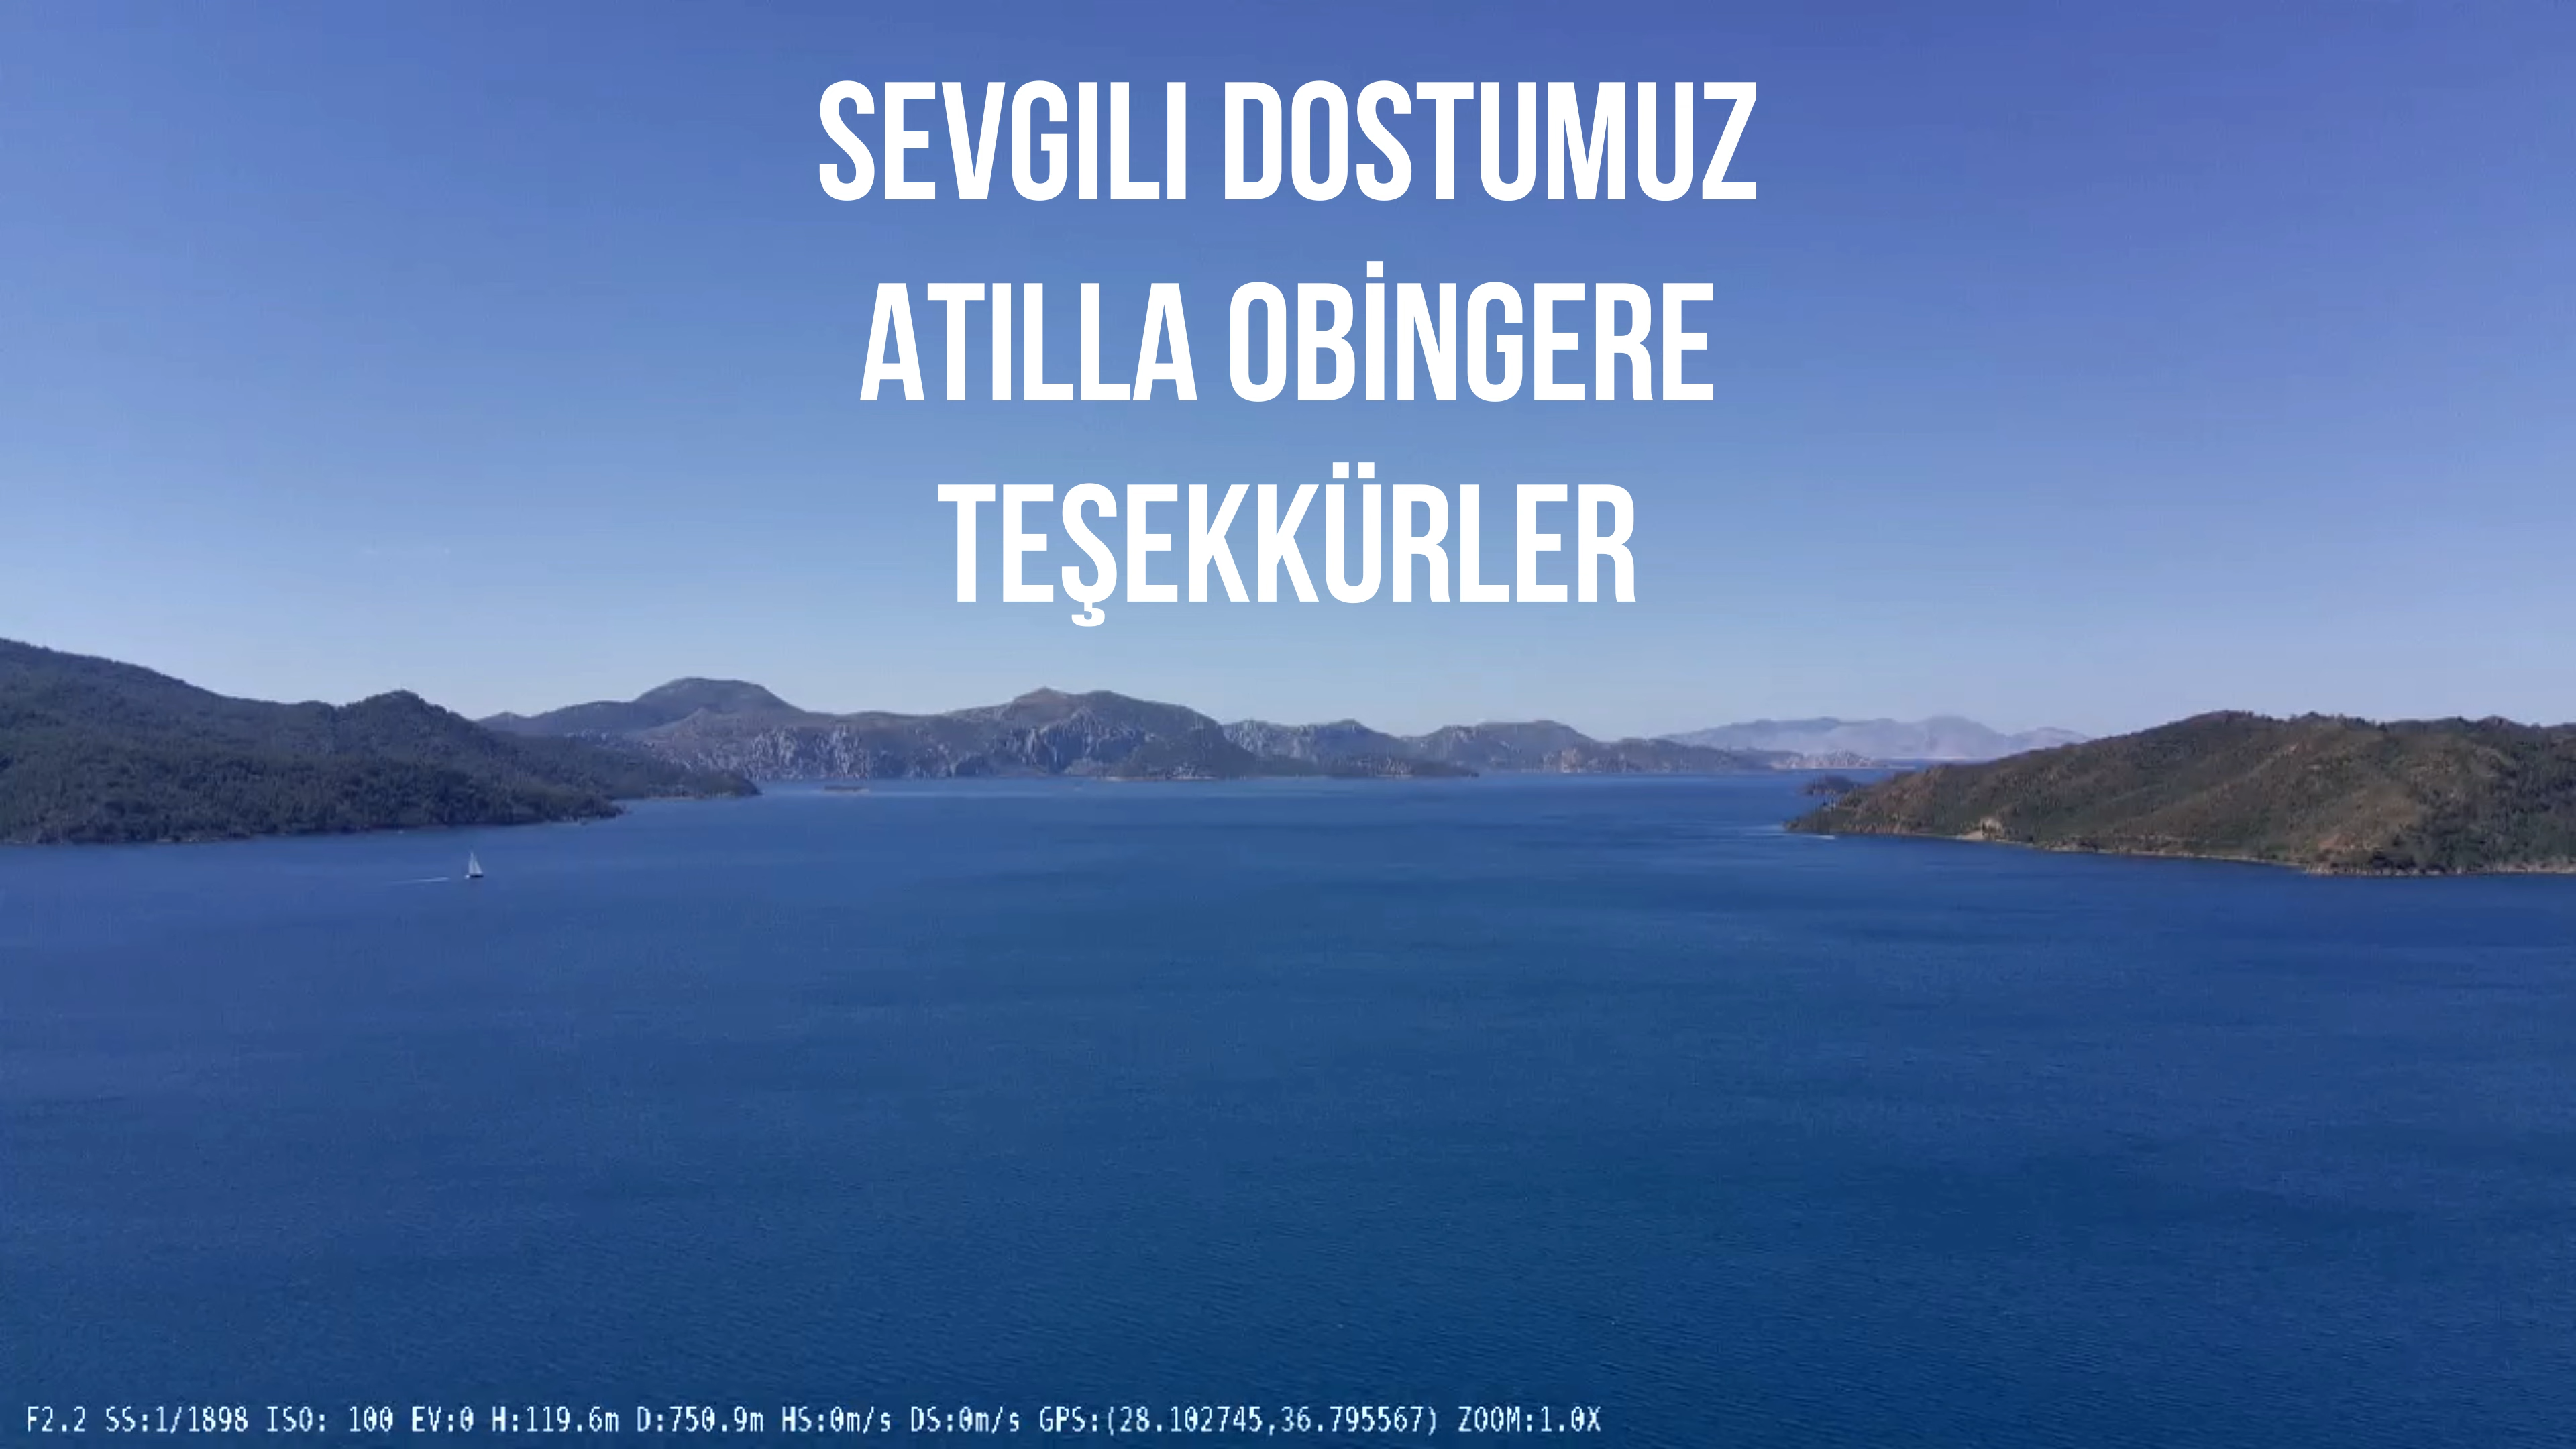 SEVGILI DOSTUMUZ
ATILLA OBİNGERE
TEŞEKKÜRLER
F2.2 SS:1/1898 ISO: 100 EV:0 H:119.6m D:750.9m HS:0m/s DS:0m/s GPS:(28.102745,36.795567) ZOOM:1.0X